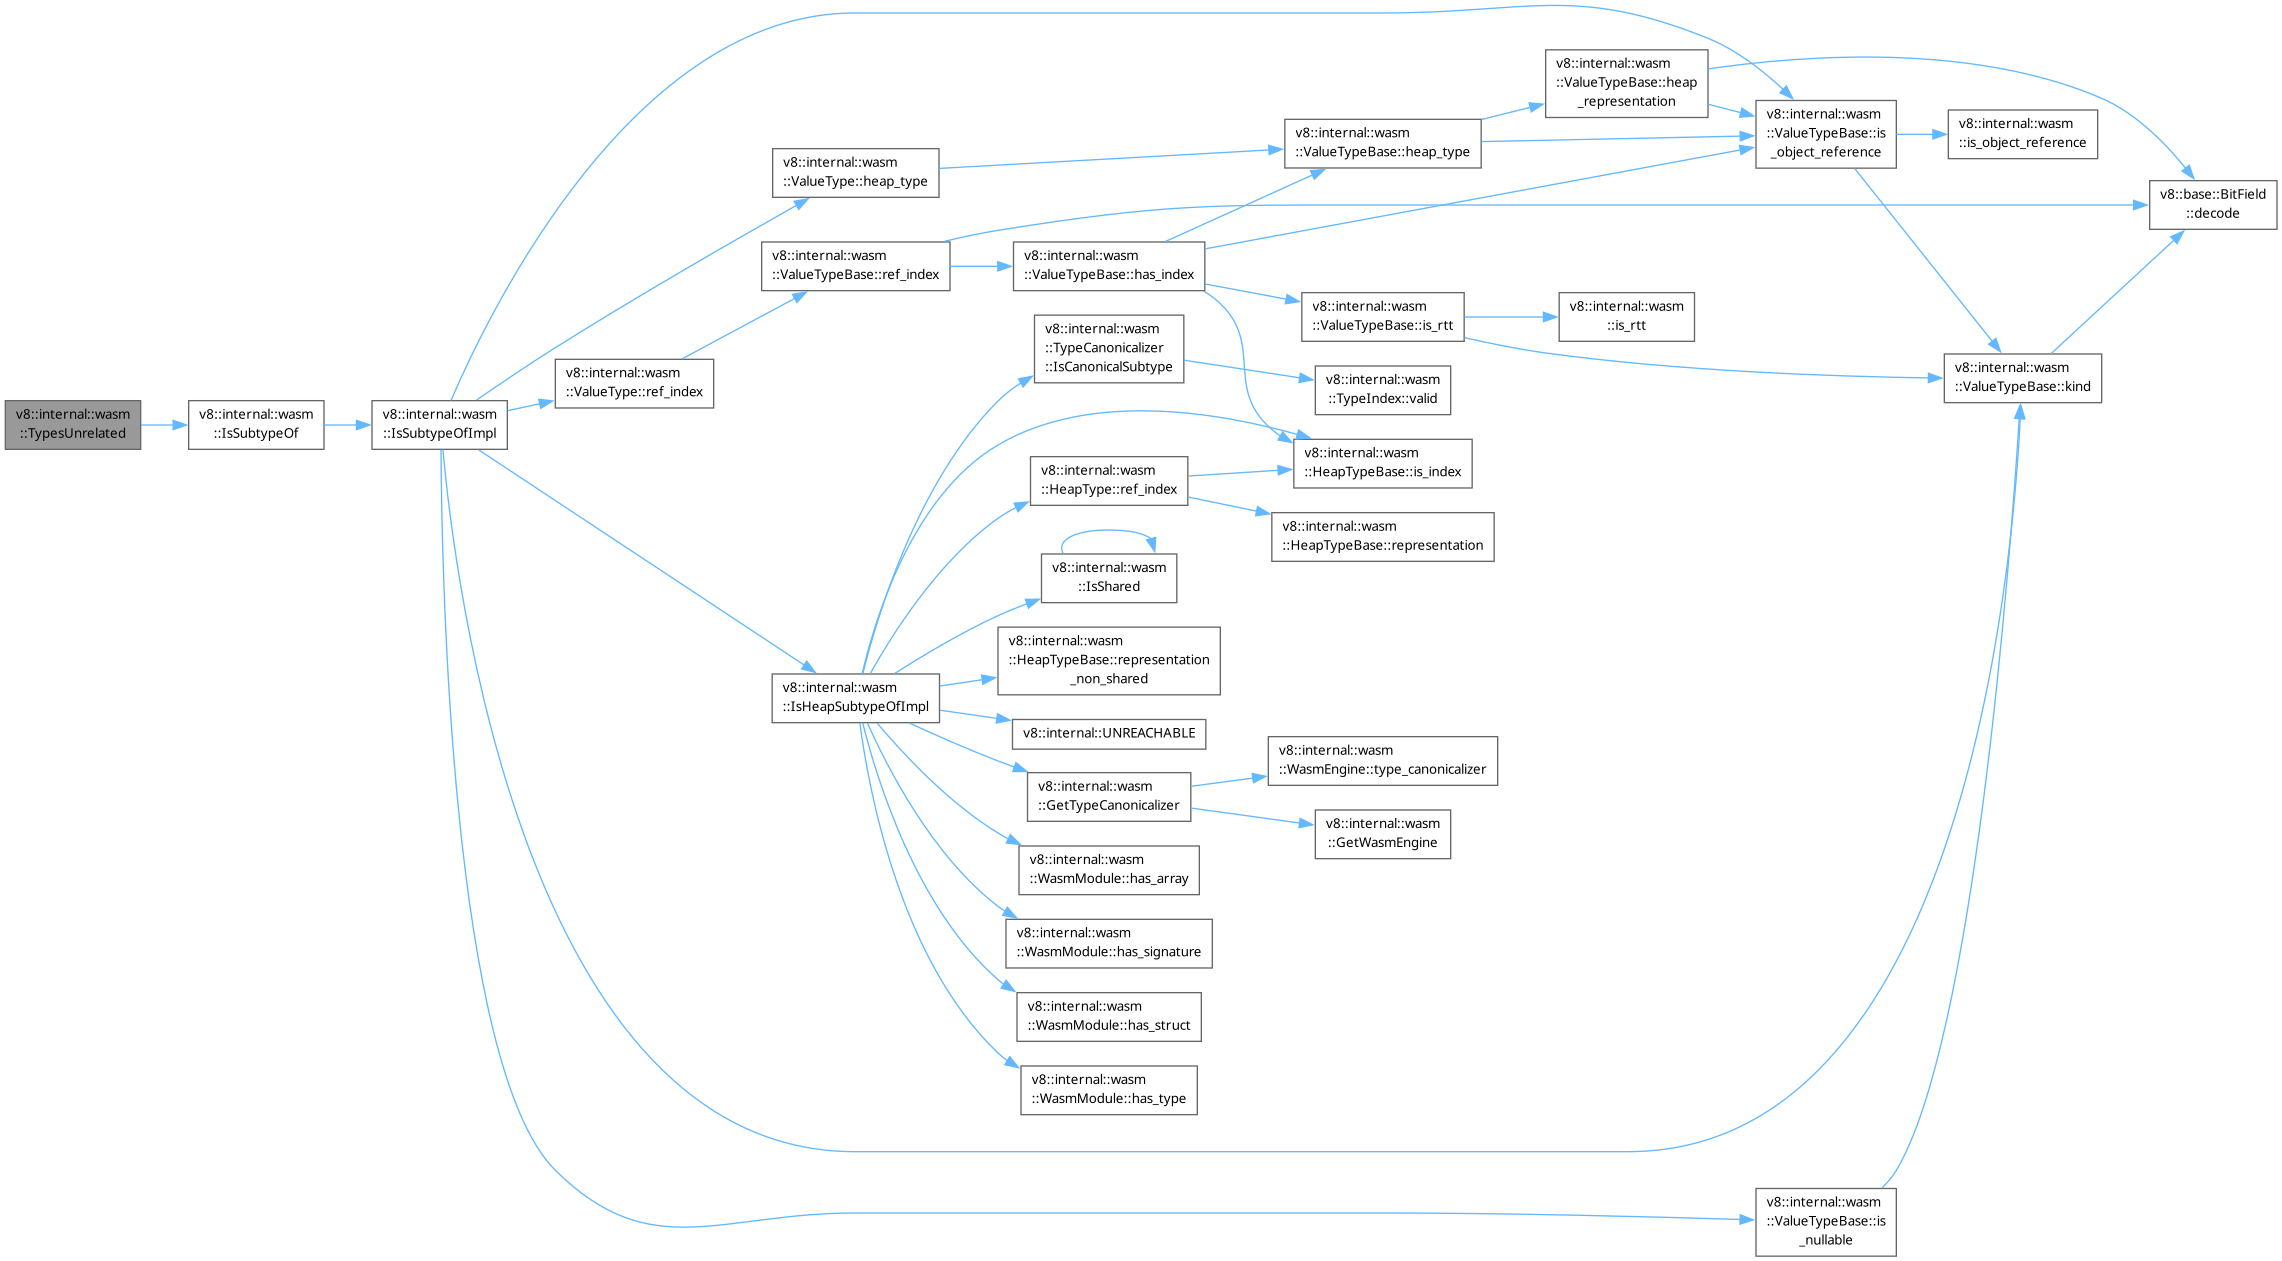 v8::internal::wasm
::TypesUnrelated
v8::internal::wasm
::IsSubtypeOf
v8::internal::wasm
::IsSubtypeOfImpl
v8::internal::wasm
::ValueType::heap_type
v8::internal::wasm
::ValueType::ref_index
v8::internal::wasm
::ValueTypeBase::ref_index
v8::internal::wasm
::ValueTypeBase::has_index
v8::internal::wasm
::ValueTypeBase::heap_type
v8::internal::wasm
::ValueTypeBase::heap
_representation
v8::internal::wasm
::ValueTypeBase::is
_object_reference
v8::internal::wasm
::is_object_reference
v8::base::BitField
::decode
v8::internal::wasm
::ValueTypeBase::is_rtt
v8::internal::wasm
::is_rtt
v8::internal::wasm
::ValueTypeBase::kind
v8::internal::wasm
::TypeCanonicalizer
::IsCanonicalSubtype
v8::internal::wasm
::TypeIndex::valid
v8::internal::wasm
::HeapTypeBase::is_index
v8::internal::wasm
::HeapType::ref_index
v8::internal::wasm
::HeapTypeBase::representation
v8::internal::wasm
::IsShared
v8::internal::wasm
::HeapTypeBase::representation
_non_shared
v8::internal::wasm
::IsHeapSubtypeOfImpl
v8::internal::UNREACHABLE
v8::internal::wasm
::GetTypeCanonicalizer
v8::internal::wasm
::WasmEngine::type_canonicalizer
v8::internal::wasm
::GetWasmEngine
v8::internal::wasm
::WasmModule::has_array
v8::internal::wasm
::WasmModule::has_signature
v8::internal::wasm
::WasmModule::has_struct
v8::internal::wasm
::WasmModule::has_type
v8::internal::wasm
::ValueTypeBase::is
_nullable